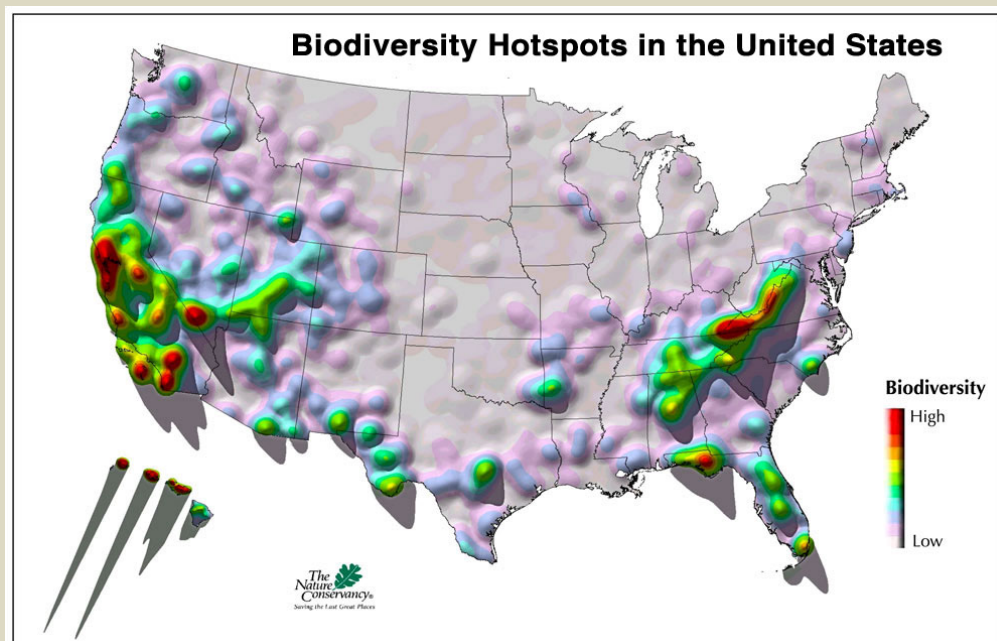 Biodiversity Hotspots in the United States
Biodiversity
High
Low
The
Nature
Conservancy®
Saving the Last Great Places